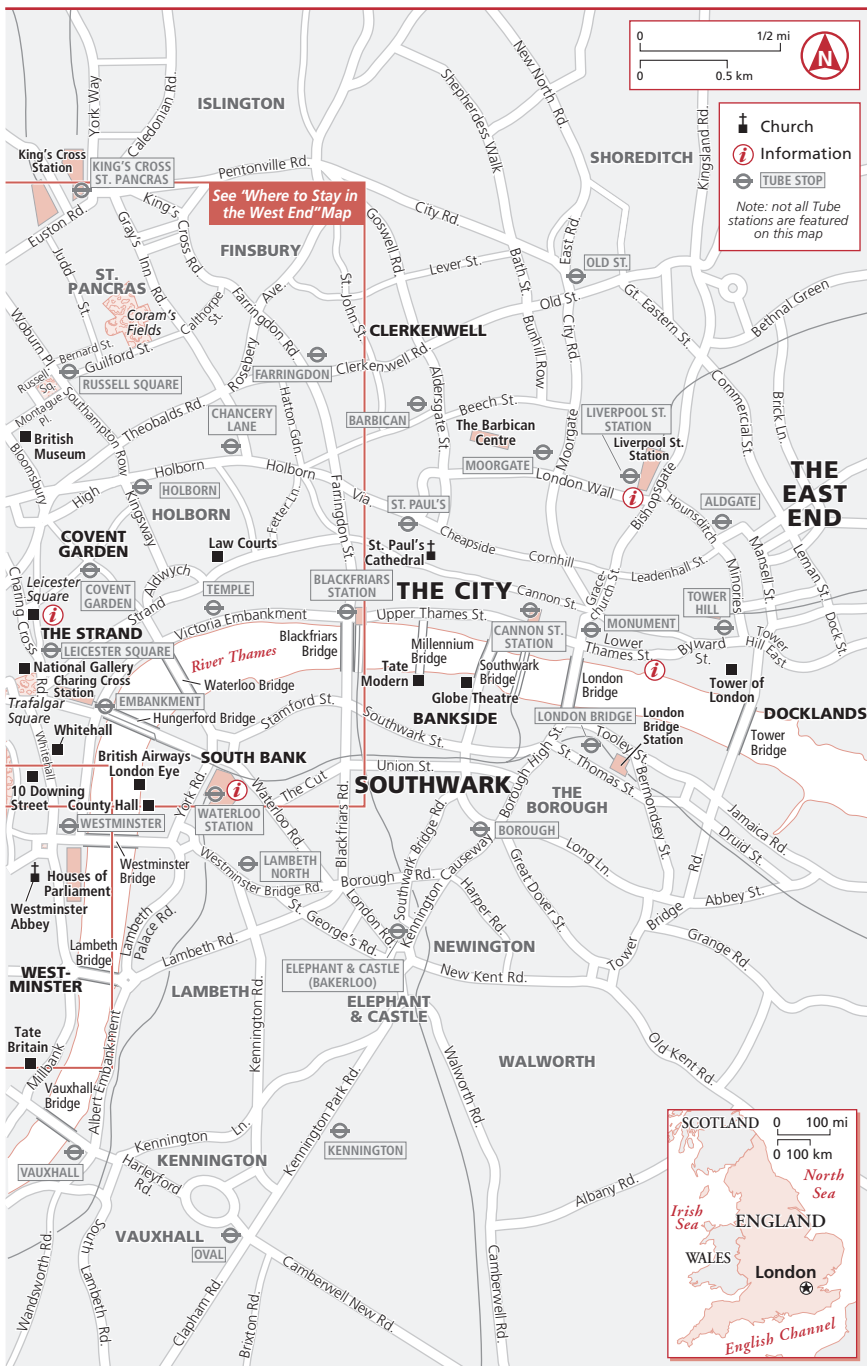 0 1/2 mi
0 0.5 km
N
Church
Information
TUBE STOP
Note: not all Tube
stations are featured
on this map
ISLINGTON
York Way
Caledonian Rd.
New North Rd.
Shepherdess Walk
Kingsland Rd.
SHOREDITCH
King's Cross
Station
KING'S CROSS
ST. PANCRAS
Pentonville Rd.
See "Where to Stay in
the West End" Map
City Rd.
Euston Rd.
Gray's Inn Rd.
King's Cross Rd.
Goswell Rd.
FINSBURY
Judd St.
East Rd.
OLD ST.
Lever St.
Bath St.
ST.
PANCRAS
Ave.
St. John St.
Old St.
Gt. Eastern St.
Bethnal Green
Coram's
Fields
Calthorpe
St.
Farringdon Rd.
CLERKENWELL
City Rd.
Bunhill Row
Woburn Pl.
Bernard St.
Guilford St.
Rosebery
FARRINGDON
Clerkenwell Rd.
Russell
Sq.
RUSSELL SQUARE
Commercial St.
Brick Ln.
Montague
Pl.
Southampton Row
Theobalds Rd.
CHANCERY
LANE
Hatton Gdn.
BARBICAN
Aldersgate St.
Beech St.
LIVERPOOL ST.
STATION
The Barbican
Centre
Moorgate
Liverpool St.
Station
British
Museum
Bloomsbury
MOORGATE
THE
EAST
END
High
Holborn
Holborn
HOLBORN
London Wall
Bishopsgate
Houndsditch
ALDGATE
Kingsway
HOLBORN
Fetter Ln
Farringdon St.
Via.
ST. PAUL'S
COVENT
GARDEN
Law Courts
St. Paul's
Cathedral
Cheapside
Cornhill
Leadenhall St.
Mansell St.
Leman St.
Leicester
Square
COVENT
GARDEN
Aldwych
TEMPLE
BLACKFRIARS
STATION
THE CITY
Cannon St.
Grace-
Church St.
Minories
TOWER
HILL
Charing Cross
Rd.
Strand
Victoria Embankment
Upper Thames St.
CANNON ST.
STATION
MONUMENT
Dock St.
THE STRAND
LEICESTER SQUARE
Blackfriars
Bridge
Millennium
Bridge
Lower
Thames St.
Byward
St.
Tower
Hill East
River Thames
National Gallery
Charing Cross
Station
Waterloo Bridge
Tate
Modern
Southwark
Bridge
Globe Theatre
London
Bridge
Tower of
London
Trafalgar
Square
EMBANKMENT
Hungerford Bridge
Stamford St.
Southwark St.
BANKSIDE
LONDON BRIDGE
London
Bridge
Station
DOCKLANDS
Whitehall
Whitehall
British Airways
London Eye
SOUTH BANK
Union St.
Tooley St.
Tower
Bridge
10 Downing
Street
County Hall
York Rd.
Waterloo Rd.
The Cut
SOUTHWARK
Borough High St.
St. Thomas St.
THE
BOROUGH
Bermondsey St.
WESTMINSTER
WATERLOO
STATION
Blackfriars Rd.
BOROUGH
Jamaica Rd.
Druid St.
Westminster
Bridge
LAMBETH
NORTH
Southwark Bridge Rd.
Long Ln.
Houses of
Parliament
Westminster Bridge Rd.
Borough Rd.
Great Dover St.
Westminster
Abbey
Lambeth
Palace Rd.
St. George's Rd.
London Rd.
Kennington Causeway
Harper Rd.
Tower Bridge Rd.
Abbey St.
Lambeth
Bridge
Lambeth Rd.
NEWINGTON
Grange Rd.
WEST-
MINSTER
LAMBETH
ELEPHANT & CASTLE
(BAKERLOO)
New Kent Rd.
ELEPHANT
& CASTLE
Tate
Britain
Millbank
Albert Embankment
Kennington Rd.
Old Kent Rd.
Vauxhall
Bridge
Walworth Rd.
WALWORTH
Kennington Ln.
Kennington Park Rd.
KENNINGTON
VAUXHALL
Harleyford
Rd.
KENNINGTON
Albany Rd.
VAUXHALL
OVAL
Wandsworth Rd.
South Lambeth Rd.
Clapham Rd.
Brixton Rd.
Camberwell New Rd.
Camberwell Rd.
SCOTLAND
0 100 mi
0 100 km
North
Sea
Irish
Sea
ENGLAND
WALES
London
English Channel